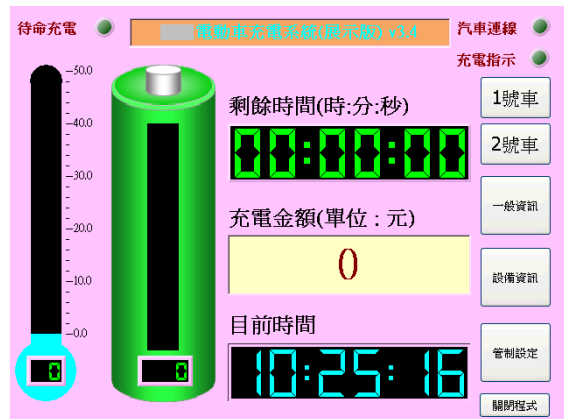 待命充電
電動車充電系統(展示版) v3.4
汽車連線
充電指示
50.0
40.0
30.0
20.0
10.0
0.0
0
0
剩餘時間(時:分:秒)
00:00:00
充電金額(單位 : 元)
0
目前時間
10:25:16
1號車
2號車
一般資訊
設備資訊
管制設定
關閉程式